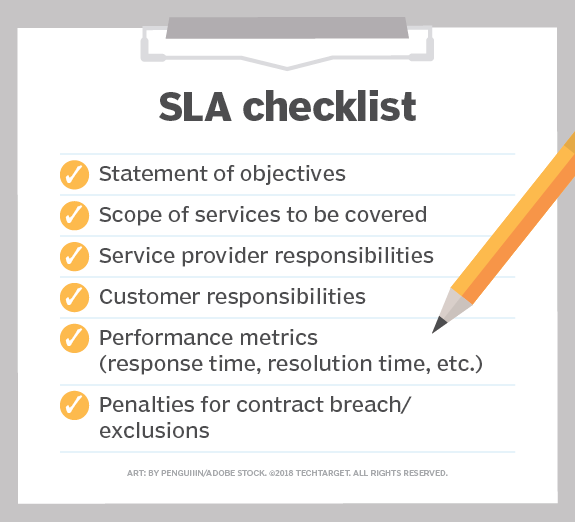 SLA checklist
Statement of objectives
Scope of services to be covered
Service provider responsibilities
Customer responsibilities
Performance metrics
(response time, resolution time, etc.)
Penalties for contract breach/
exclusions
ART: BY PENGUIIIN/ADOBE STOCK. ©2018 TECHTARGET. ALL RIGHTS RESERVED.